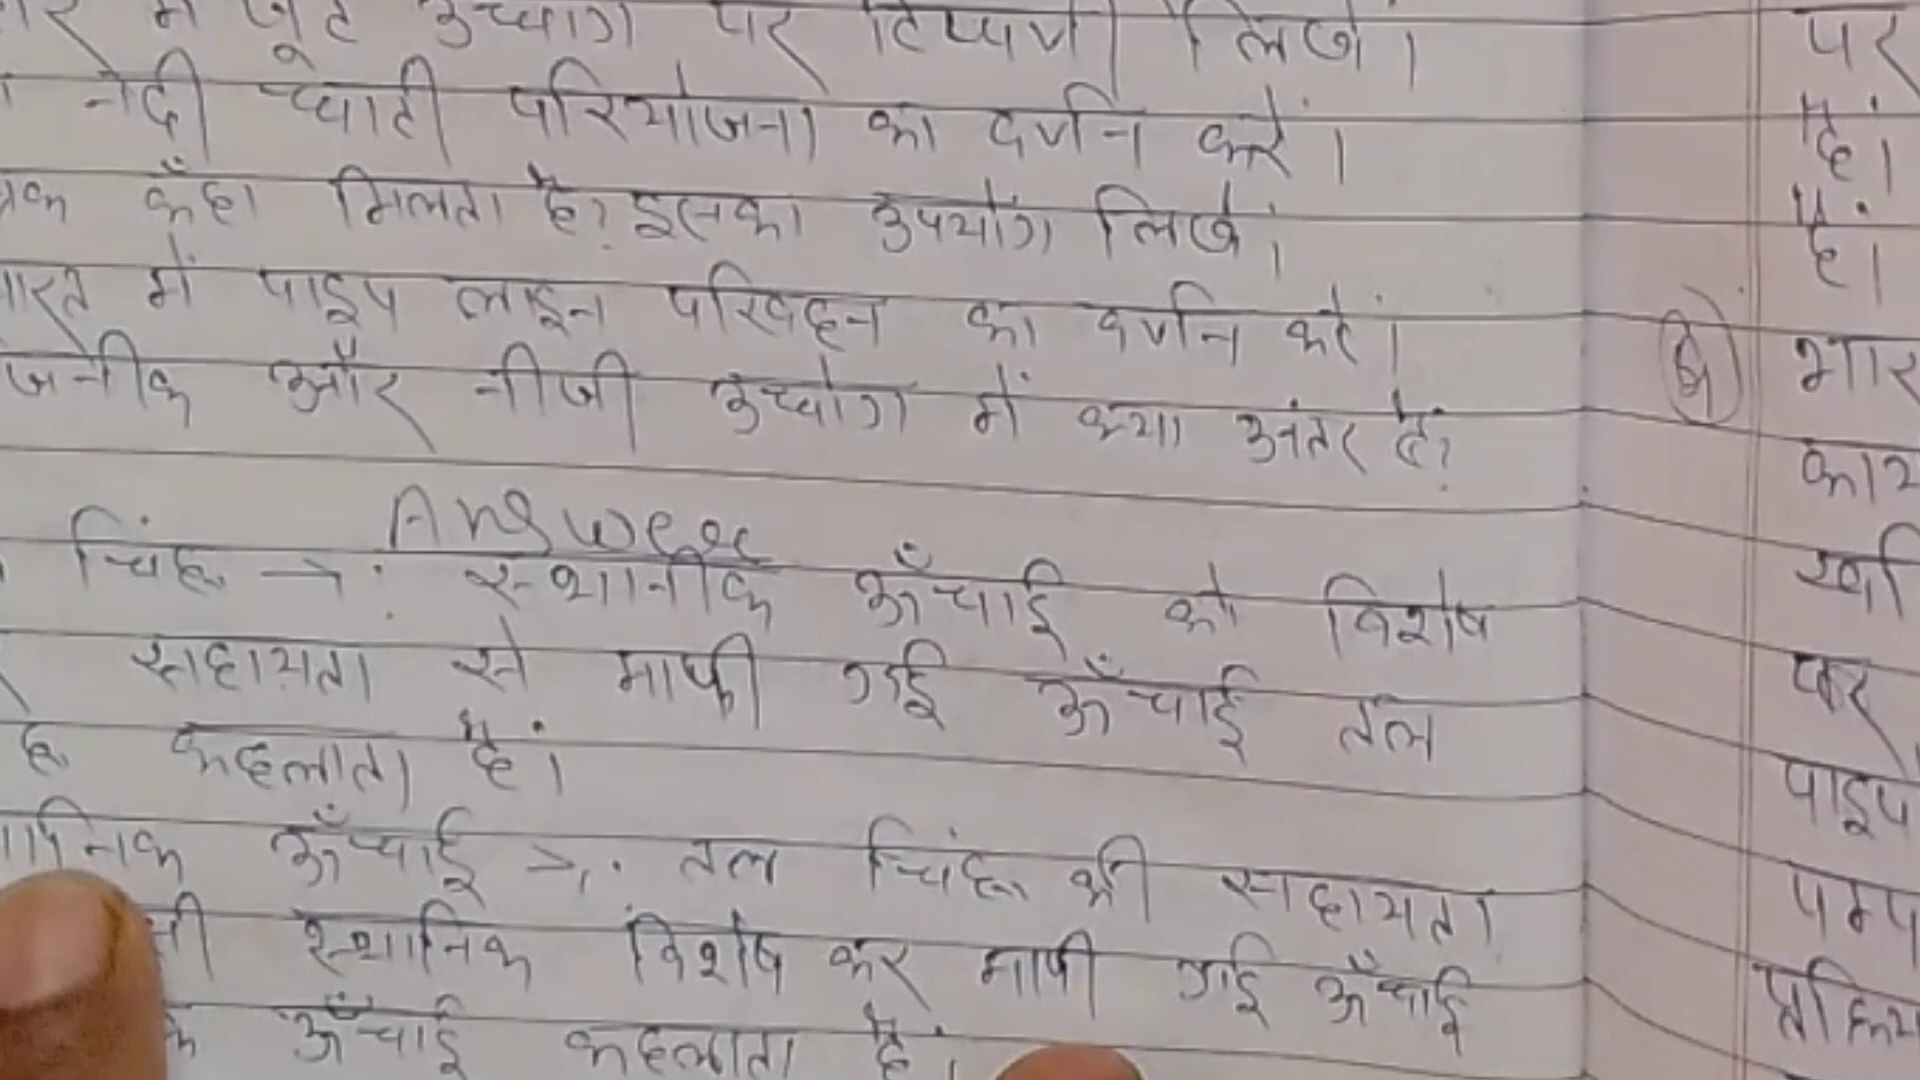 में जूट उद्योग पर टिप्पणी लिखें।
नदी घाटी परियोजना का वर्णन करें।
कहाँ मिलता है? इसका उपयोग लिखें।
में पाइप लाइन परिवहन का वर्णन करें।
और नीजी उद्योग में क्या अंतर है?
Answer
चिंह → : स्थानीक ऊँचाई को विशेष
सहायता से मापी गई ऊँचाई तल
कहलाता है।
ऊँचाई → : तल चिंह की सहायता
स्थानिक विशेष कर मापी गई ऊँचाई
ऊँचाई कहलाता है।
पर
है।
है।
भार
पर
पाइप
पम्प